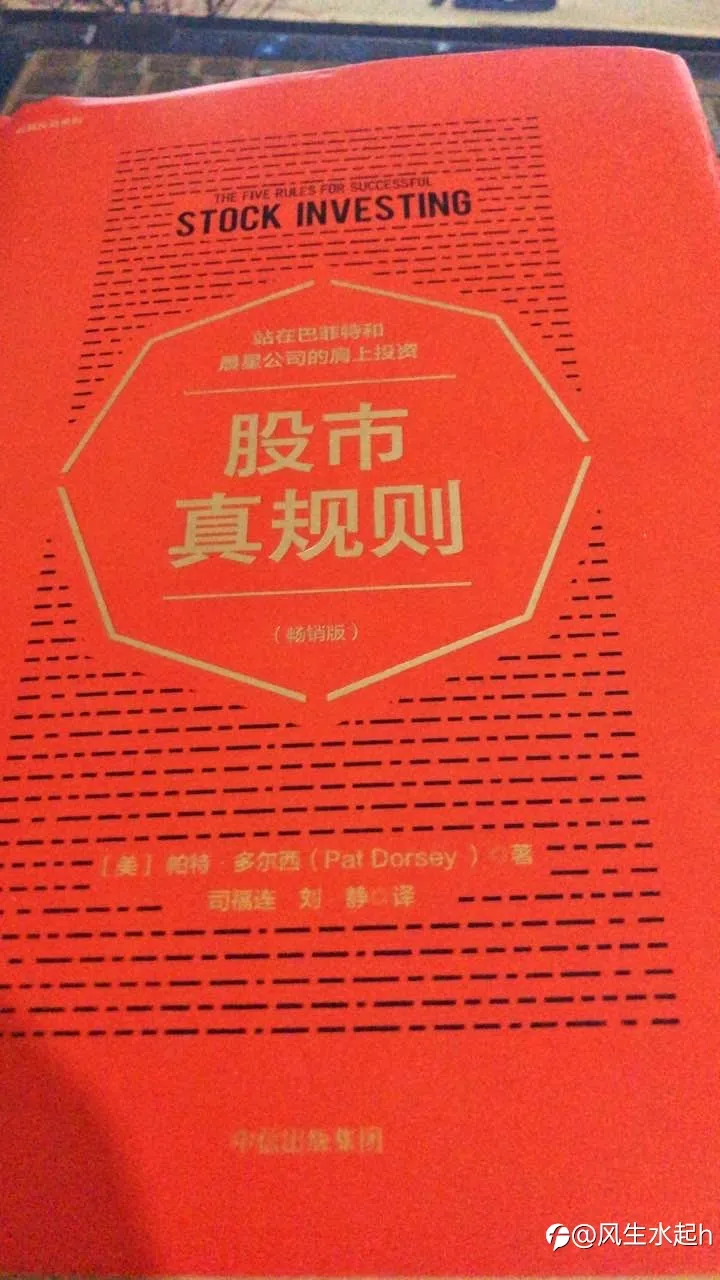 THE FIVE RULES FOR SUCCESSFUL
STOCK INVESTING
站在巴菲特和
晨星公司的肩上投资
股市
真规则
（畅销版）
［美］帕特·多尔西（Pat Dorsey）◎著
司福连 刘 静◎译
中信出版集团
@风生水起h